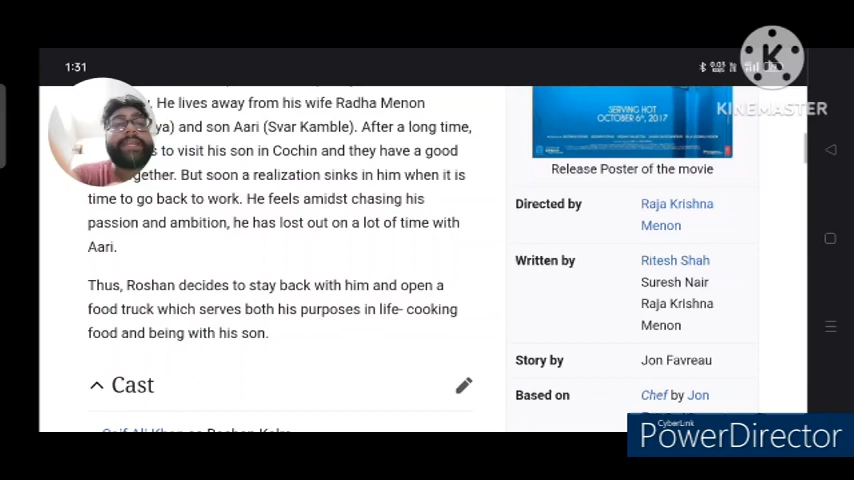 1:31
KINEMASTER
He lives away from his wife Radha Menon
and son Aari (Svar Kamble). After a long time,
to visit his son in Cochin and they have a good
But soon a realization sinks in him when it is
time to go back to work. He feels amidst chasing his
passion and ambition, he has lost out on a lot of time with
Aari.
Thus, Roshan decides to stay back with him and open a
food truck which serves both his purposes in life- cooking
food and being with his son.
Cast
SERVING HOT
OCTOBER 6TH, 2017
Release Poster of the movie
Directed by
Raja Krishna
Menon
Written by
Ritesh Shah
Suresh Nair
Raja Krishna
Menon
Story by
Jon Favreau
Based on
Chef by Jon
CyberLink
PowerDirector